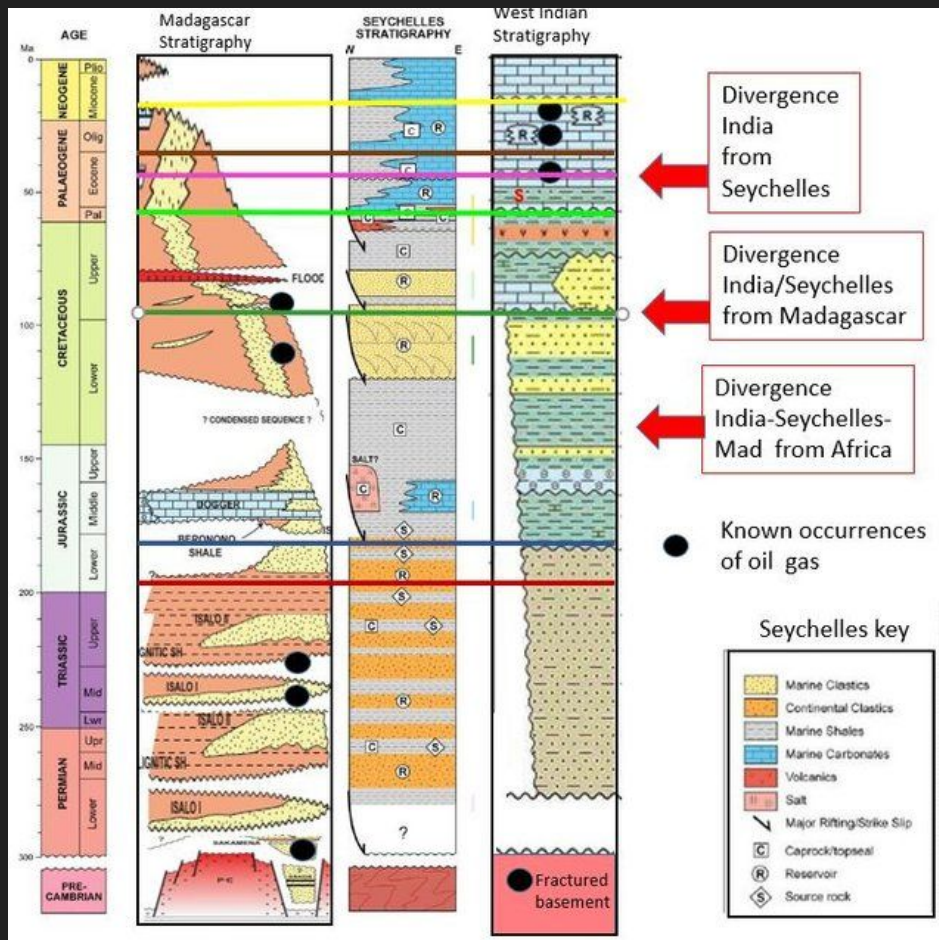 Madagascar
Stratigraphy
SEYCHELLES
STRATIGRAPHY
N
E
West Indian
Stratigraphy
AGE
Ma
0
50
100
150
200
250
300
NEOGENE
Plio
Miocene
PALAEOGENE
Olig
Eocene
Pal
CRETACEOUS
Upper
Lower
JURASSIC
Upper
Middle
Lower
TRIASSIC
Upper
Mid
Lwr
PERMIAN
Upr
Mid
Lower
PRE-
CAMBRIAN
FLOOD
? CONDENSED SEQUENCE ?
DOGGER
BERONONO
SHALE
IS
?
ISALO II
GNITIC SH
ISALO I
ISALO II
LIGNITIC SH
ISALO I
?
SAKAMENA
P-C
C
R
C
R
C
C
C
C
R
R
C
SALT?
C
R
S
S
R
S
C
S
R
C
S
R
?
R
R
S
Fractured
basement
Divergence
India
from
Seychelles
Divergence
India/Seychelles
from Madagascar
Divergence
India-Seychelles-
Mad from Africa
Known occurrences
of oil gas
Seychelles key
Marine Clastics
Continental Clastics
Marine Shales
Marine Carbonates
Volcanics
Salt
Major Rifting/Strike Slip
C Caprock/topseal
R Reservoir
S Source rock